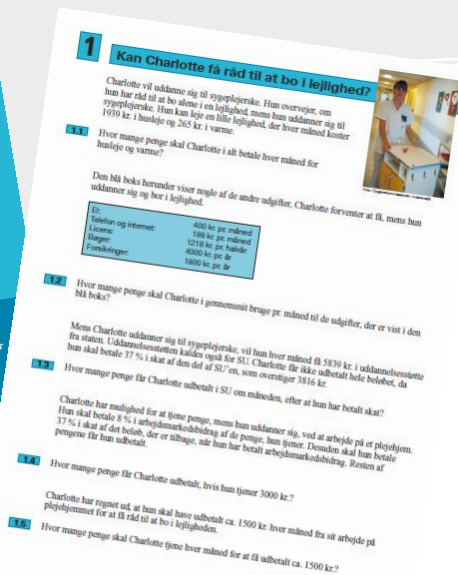 1
Kan Charlotte få råd til at bo i lejlighed?
Charlotte vil uddanne sig til sygeplejerske. Hun overvejer, om
hun har råd til at bo alene i en lejlighed, mens hun uddanner sig til
sygeplejerske. Hun kan leje en lille lejlighed, der hver måned koster
1939 kr. i husleje og 265 kr. i varme.
1.1
Hvor mange penge skal Charlotte i alt betale hver måned for
husleje og varme?
Den blå boks herunder viser nogle af de andre udgifter, Charlotte forventer at få, mens hun
uddanner sig og bor i lejlighed.
El: 400 kr. pr. måned
Telefon og internet: 186 kr. pr. måned
Licens: 1218 kr. pr. halvår
Bøger: 4000 kr. pr. år
Forsikringer: 1800 kr. pr. år
1.2
Hvor mange penge skal Charlotte i gennemsnit bruge pr. måned til de udgifter, der er vist i den
blå boks?
Mens Charlotte uddanner sig til sygeplejerske, vil hun hver måned få 5839 kr. i uddannelsesstøtte
fra staten. Uddannelsesstøtten kaldes også for SU. Charlotte får ikke udbetalt hele beløbet, da
hun skal betale 37 % i skat af den del af SU'en, som overstiger 3816 kr.
1.3
Hvor mange penge får Charlotte udbetalt i SU om måneden, efter at hun har betalt skat?
Charlotte har mulighed for at tjene penge, mens hun uddanner sig, ved at arbejde på et plejehjem.
Hun skal betale 8 % i arbejdsmarkedsbidrag af de penge, hun tjener. Desuden skal hun betale
37 % i skat af det beløb, der er tilbage, når hun har betalt arbejdsmarkedsbidrag. Resten af
pengene får hun udbetalt.
1.4
Hvor mange penge får Charlotte udbetalt, hvis hun tjener 3000 kr.?
Charlotte har regnet ud, at hun skal have udbetalt ca. 1500 kr. hver måned fra sit arbejde på
plejehjemmet for at få råd til at bo i lejligheden.
1.5
Hvor mange penge skal Charlotte tjene hver måned for at få udbetalt ca. 1500 kr.?